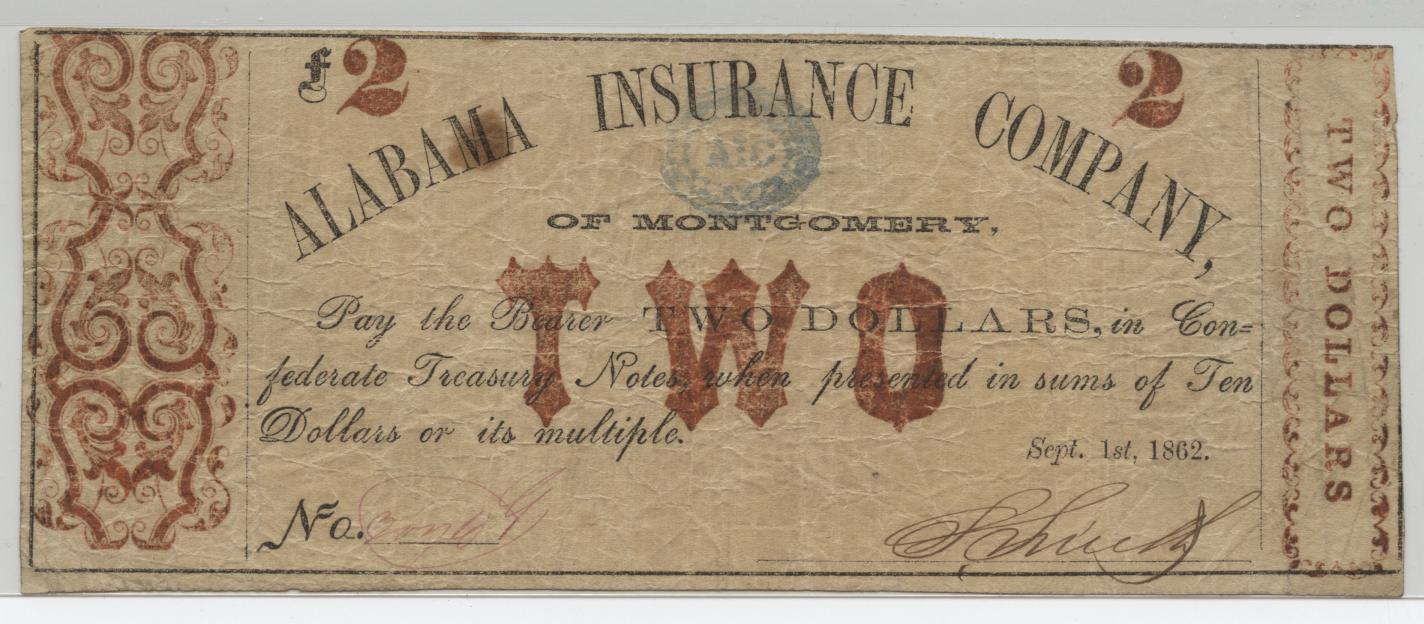 £ 2 2
ALABAMA INSURANCE COMPANY,
OF MONTGOMERY,
TWO
Pay the Bearer TWO DOLLARS, in Con=
federate Treasury Notes, when presented in sums of Ten
Dollars or its multiple.
Sept. 1st, 1862.
No.
TWO DOLLARS